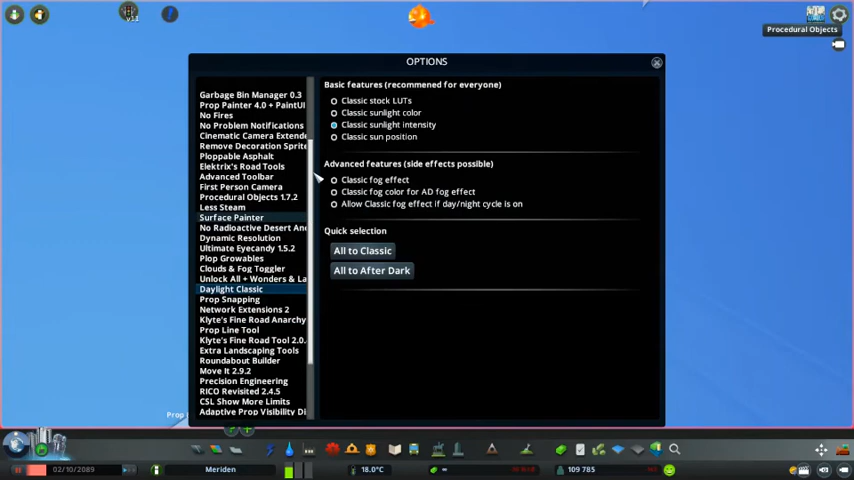 v11
Procedural Objects
OPTIONS
Garbage Bin Manager 0.3
Prop Painter 4.0 + PaintUI
No Fires
No Problem Notifications
Cinematic Camera Extende
Remove Decoration Sprite
Ploppable Asphalt
Elektrix's Road Tools
Advanced Toolbar
First Person Camera
Procedural Objects 1.7.2
Less Steam
Surface Painter
No Radioactive Desert And
Dynamic Resolution
Ultimate Eyecandy 1.5.2
Plop Growables
Clouds & Fog Toggler
Unlock All + Wonders & La
Daylight Classic
Prop Snapping
Network Extensions 2
Klyte's Fine Road Anarchy
Prop Line Tool
Klyte's Fine Road Tool 2.0.
Extra Landscaping Tools
Roundabout Builder
Move It 2.9.2
Precision Engineering
RICO Revisited 2.4.5
CSL Show More Limits
Adaptive Prop Visibility Di
Basic features (recommened for everyone)
Classic stock LUTs
Classic sunlight color
Classic sunlight intensity
Classic sun position
Advanced features (side effects possible)
Classic fog effect
Classic fog color for AD fog effect
Allow Classic fog effect if day/night cycle is on
Quick selection
All to Classic
All to After Dark
Prop
02/10/2089
Meriden
18.0°C
109 785